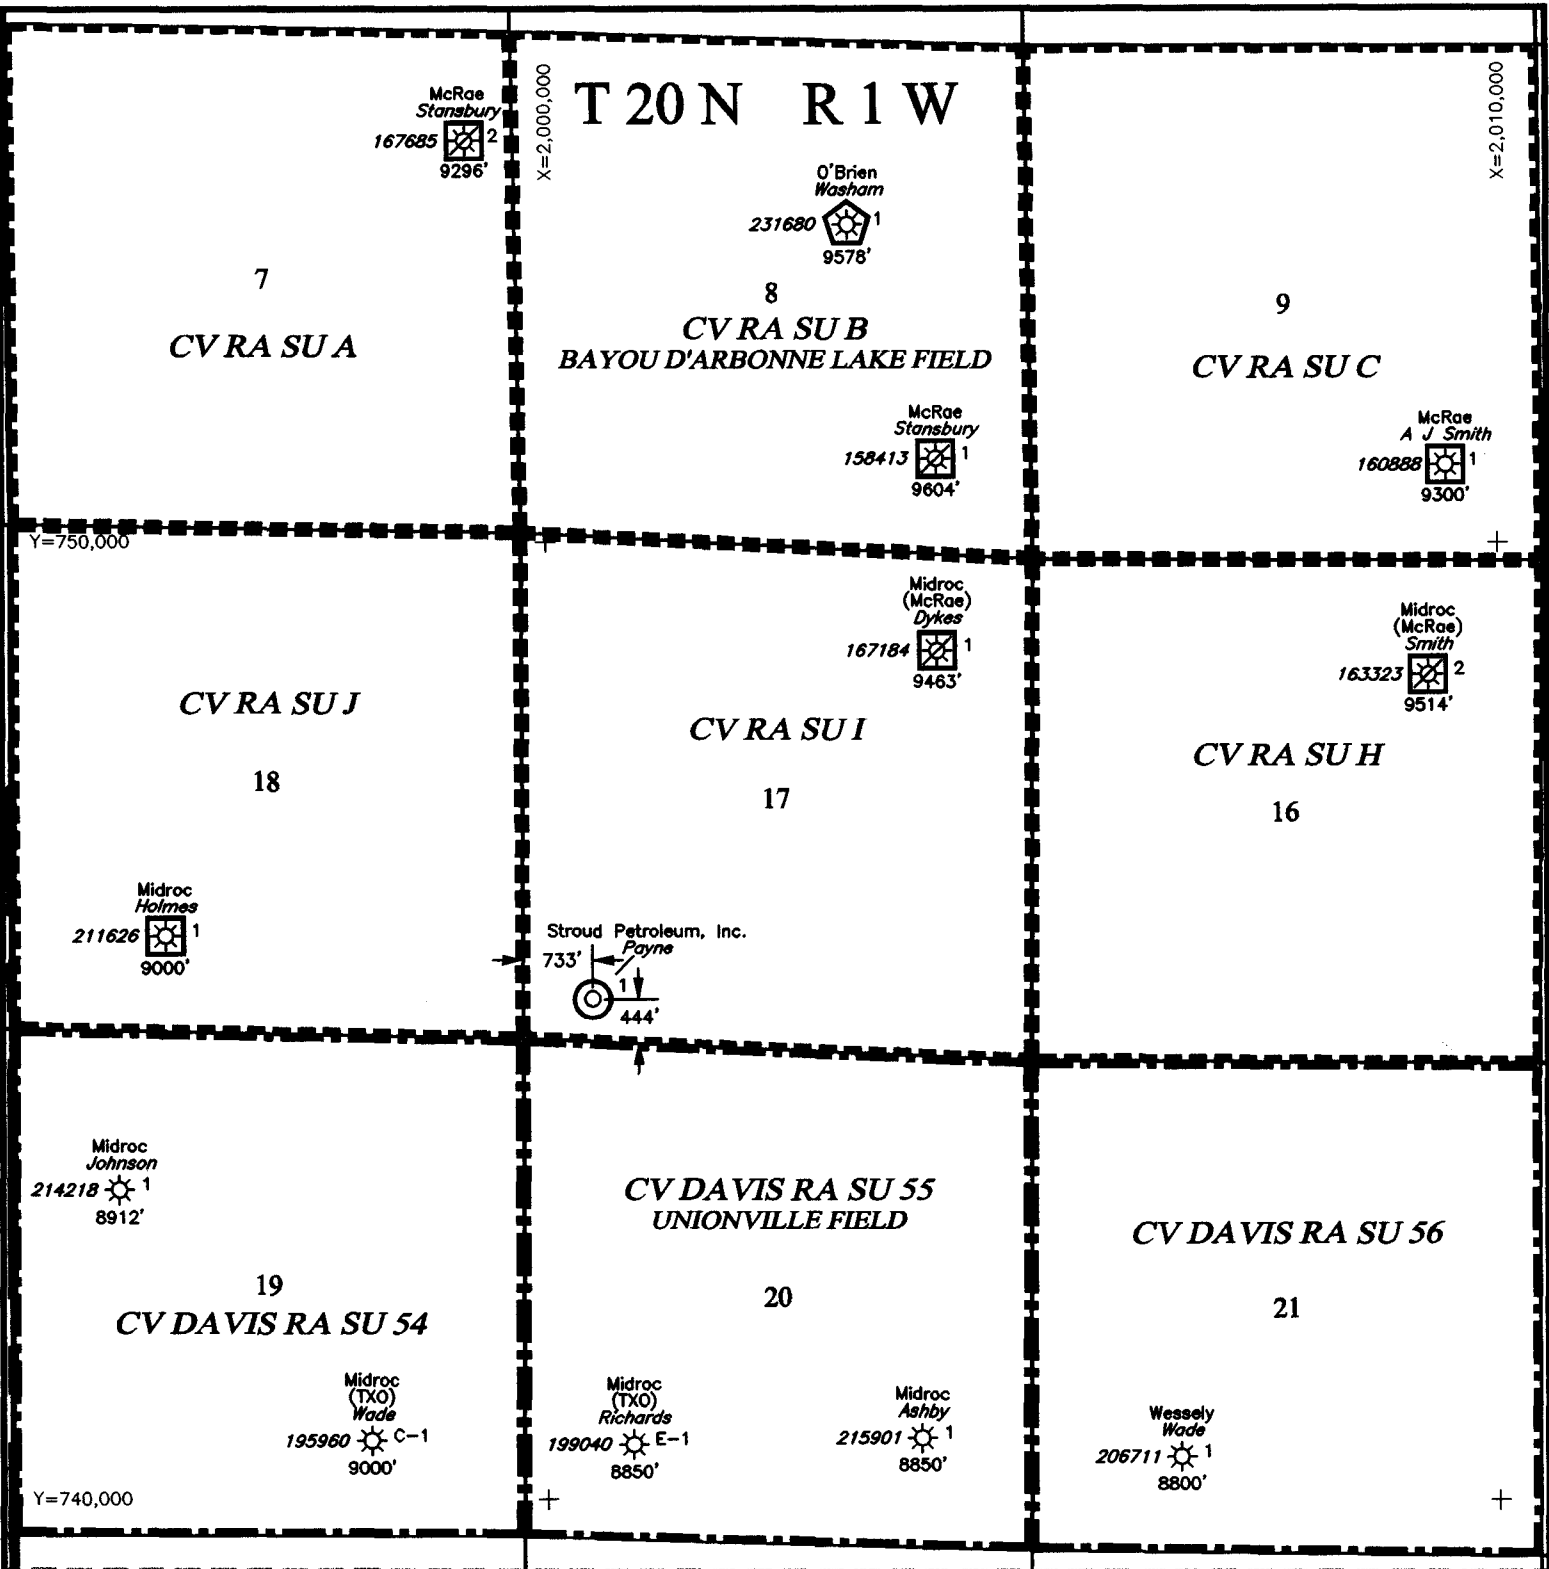 T 20 N R 1 W
X=2,000,000
X=2,010,000
McRae
Stansbury
167685 2
9296'
7
CV RA SU A
O'Brien
Washam
231680 1
9578'
8
CV RA SU B
BAYOU D'ARBONNE LAKE FIELD
McRae
Stansbury
158413 1
9604'
9
CV RA SU C
McRae
A J Smith
160888 1
9300'
Y=750,000
CV RA SU J
18
Midroc
Holmes
211626 1
9000'
Midroc
(McRae)
Dykes
167184 1
9463'
CV RA SU I
17
Stroud Petroleum, Inc.
Payne
733'
1
444'
Midroc
(McRae)
Smith
163323 2
9514'
CV RA SU H
16
Midroc
Johnson
214218 1
8912'
19
CV DAVIS RA SU 54
Midroc
(TXO)
Wade
195960 C-1
9000'
Y=740,000
CV DAVIS RA SU 55
UNIONVILLE FIELD
20
Midroc
(TXO)
Richards
199040 E-1
8850'
Midroc
Ashby
215901 1
8850'
CV DAVIS RA SU 56
21
Wessely
Wade
206711 1
8800'